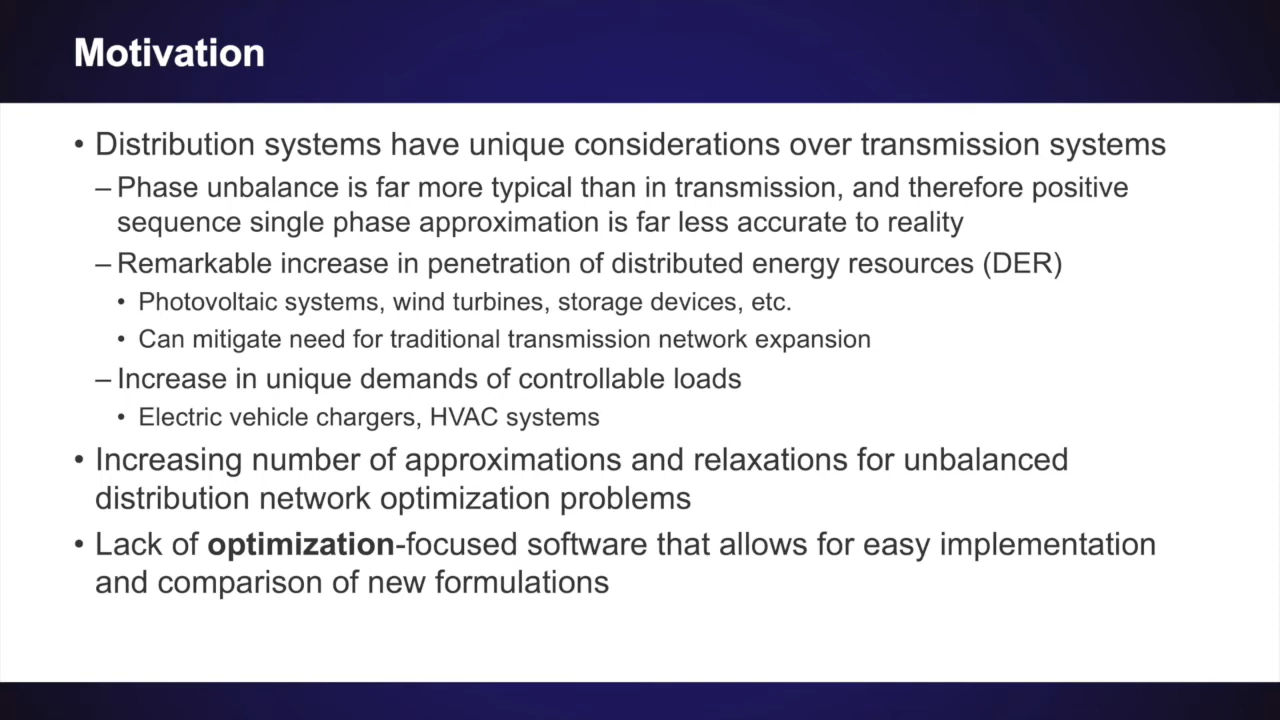 Motivation
• Distribution systems have unique considerations over transmission systems
– Phase unbalance is far more typical than in transmission, and therefore positive
sequence single phase approximation is far less accurate to reality
– Remarkable increase in penetration of distributed energy resources (DER)
• Photovoltaic systems, wind turbines, storage devices, etc.
• Can mitigate need for traditional transmission network expansion
– Increase in unique demands of controllable loads
• Electric vehicle chargers, HVAC systems
• Increasing number of approximations and relaxations for unbalanced
distribution network optimization problems
• Lack of optimization-focused software that allows for easy implementation
and comparison of new formulations